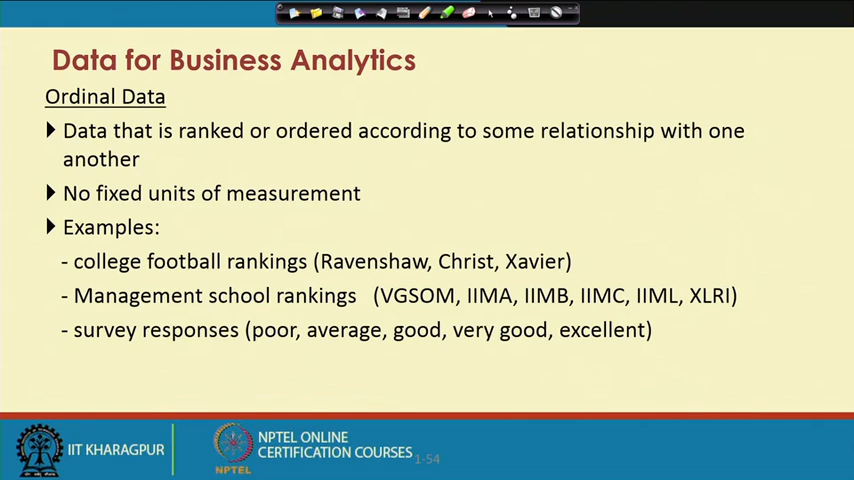 Data for Business Analytics
Ordinal Data
Data that is ranked or ordered according to some relationship with one
another
No fixed units of measurement
Examples:
- college football rankings (Ravenshaw, Christ, Xavier)
- Management school rankings (VGSOM, IIMA, IIMB, IIMC, IIML, XLRI)
- survey responses (poor, average, good, very good, excellent)
IIT KHARAGPUR
NPTEL
NPTEL ONLINE
CERTIFICATION COURSES
1-54